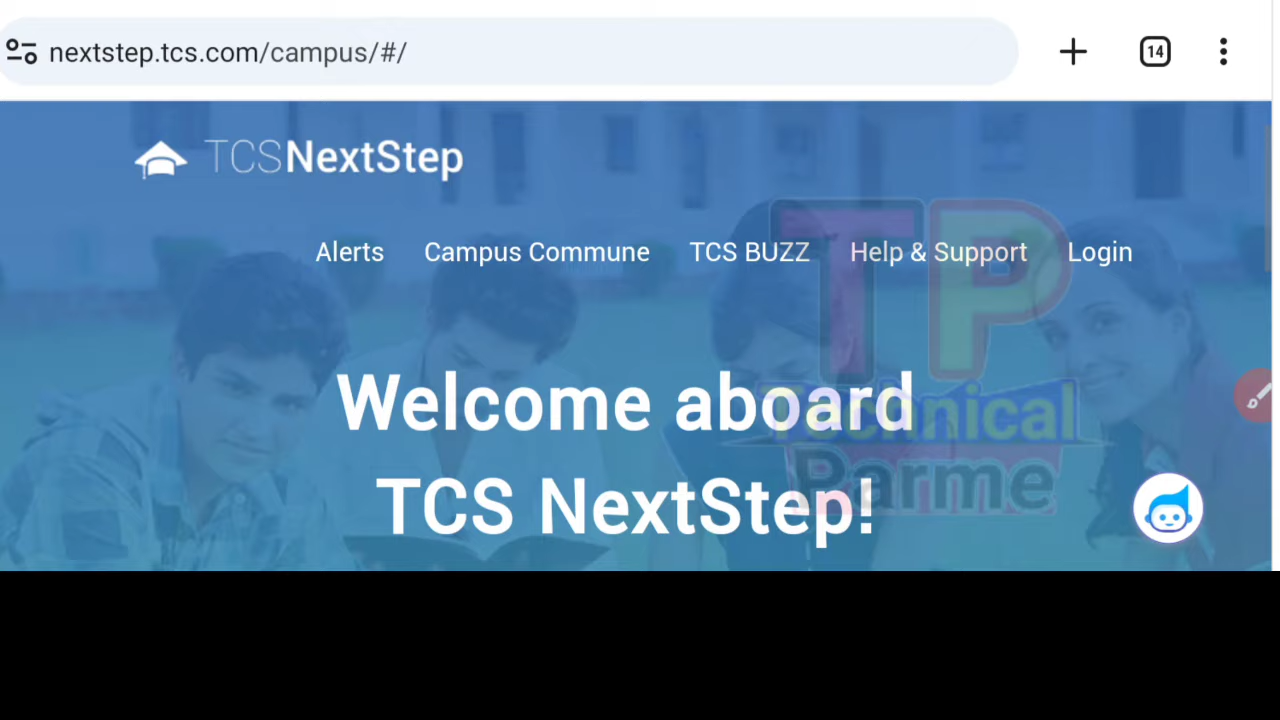 nextstep.tcs.com/campus/#/
14
TCSNextStep
Alerts Campus Commune TCS BUZZ Help & Support Login
TP
Welcome aboard
Technical
TCS NextStep!
Parme